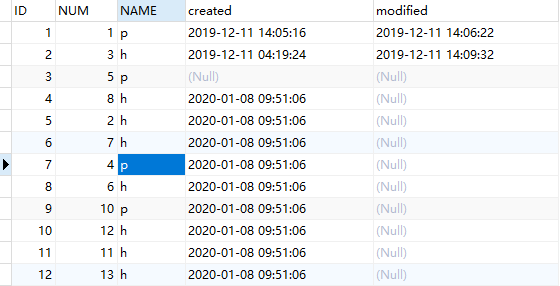 ID NUM NAME created modified
1 1 p 2019-12-11 14:05:16 2019-12-11 14:06:22
2 3 h 2019-12-11 04:19:24 2019-12-11 14:09:32
3 5 p (Null) (Null)
4 8 h 2020-01-08 09:51:06 (Null)
5 2 h 2020-01-08 09:51:06 (Null)
6 7 h 2020-01-08 09:51:06 (Null)
7 4 p 2020-01-08 09:51:06 (Null)
8 6 h 2020-01-08 09:51:06 (Null)
9 10 p 2020-01-08 09:51:06 (Null)
10 12 h 2020-01-08 09:51:06 (Null)
11 11 h 2020-01-08 09:51:06 (Null)
12 13 h 2020-01-08 09:51:06 (Null)